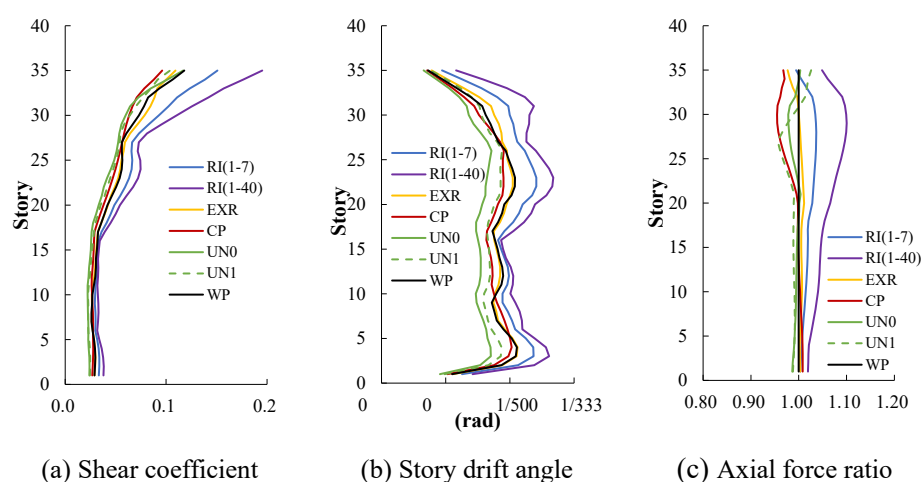 40
35
30
25
20
15
10
5
0
Story
0.0
0.1
0.2
RI(1-7)
RI(1-40)
EXR
CP
UN0
UN1
WP
(a) Shear coefficient
40
35
30
25
20
15
10
5
0
Story
0
1/500
1/333
(rad)
RI(1-7)
RI(1-40)
EXR
CP
UN0
UN1
WP
(b) Story drift angle
40
35
30
25
20
15
10
5
0
Story
0.80
0.90
1.00
1.10
1.20
RI(1-7)
RI(1-40)
EXR
CP
UN0
UN1
WP
(c) Axial force ratio